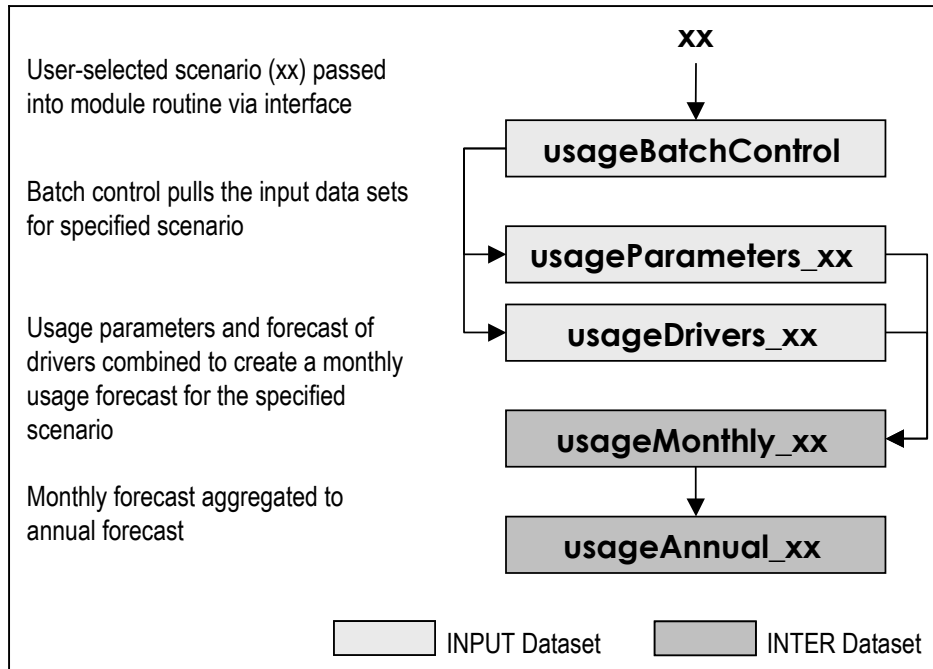 xx
User-selected scenario (xx) passed
into module routine via interface
usageBatchControl
Batch control pulls the input data sets
for specified scenario
usageParameters_xx
usageDrivers_xx
Usage parameters and forecast of
drivers combined to create a monthly
usage forecast for the specified
scenario
usageMonthly_xx
Monthly forecast aggregated to
annual forecast
usageAnnual_xx
INPUT Dataset
INTER Dataset